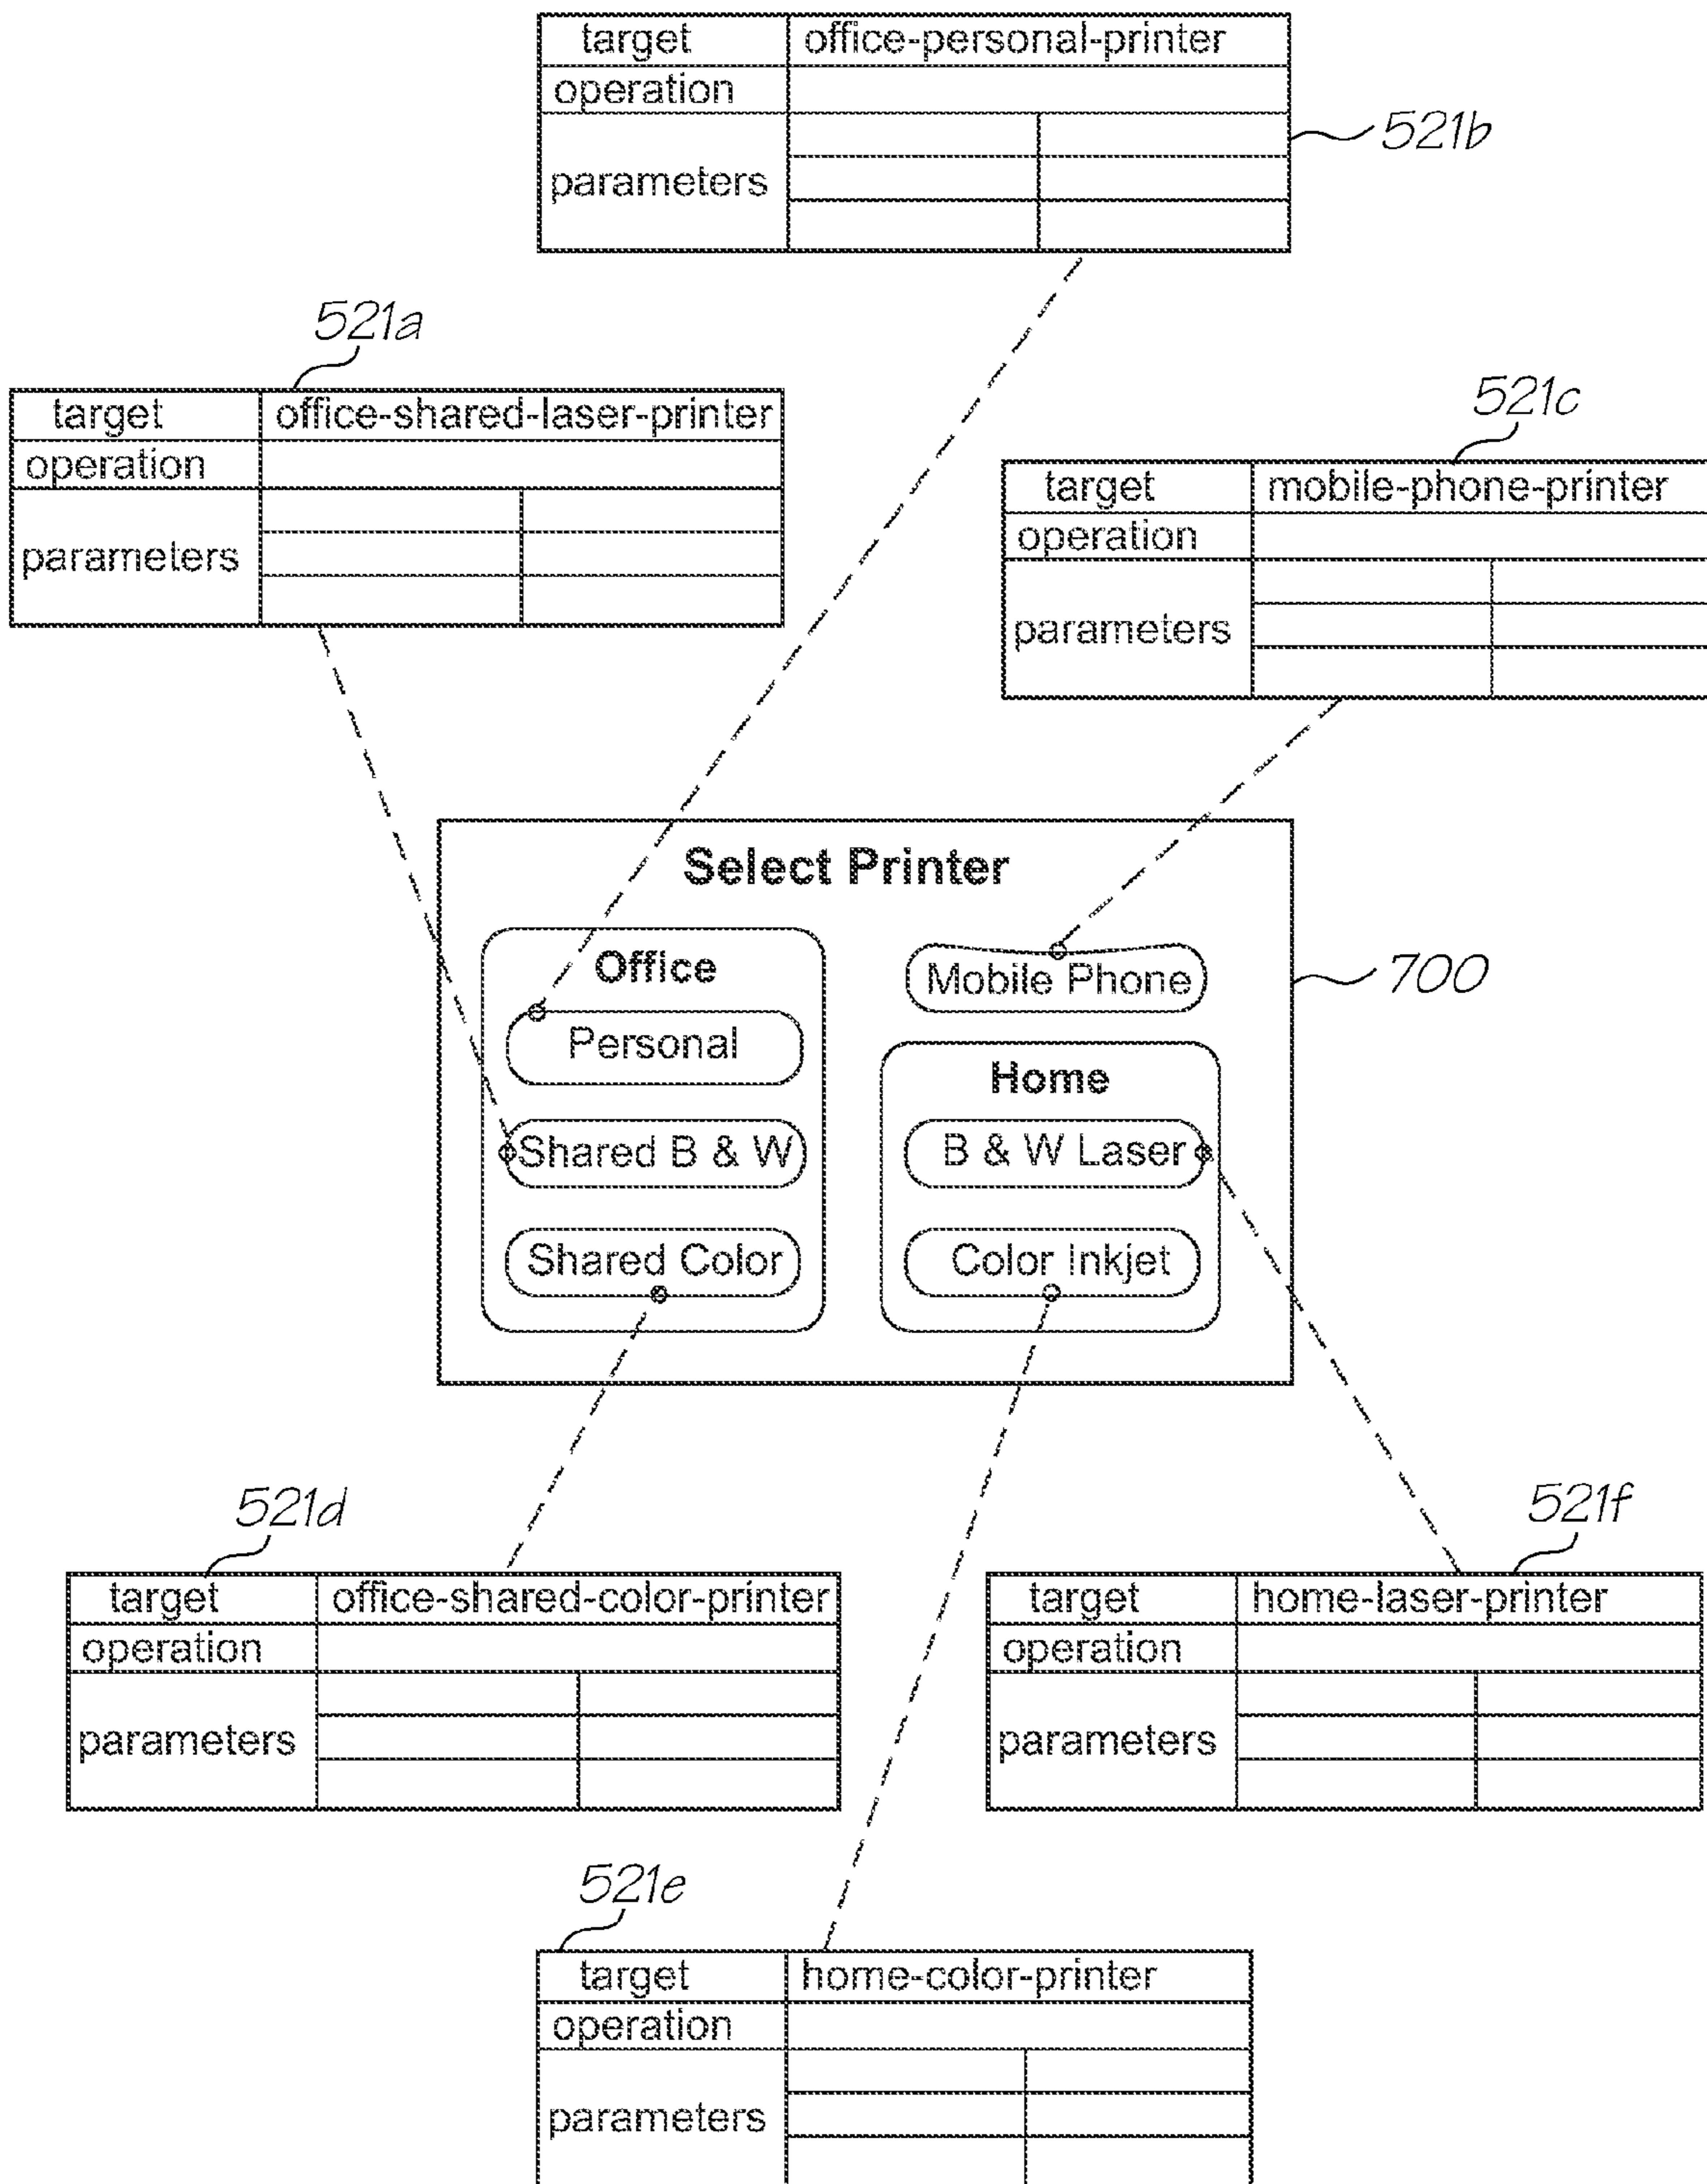 target office-personal-printer
operation
parameters
521b
521a
target office-shared-laser-printer
operation
parameters
521c
target mobile-phone-printer
operation
parameters
Select Printer
Office
Personal
Shared B & W
Shared Color
Mobile Phone
Home
B & W Laser
Color Inkjet
700
521d
target office-shared-color-printer
operation
parameters
521f
target home-laser-printer
operation
parameters
521e
target home-color-printer
operation
parameters